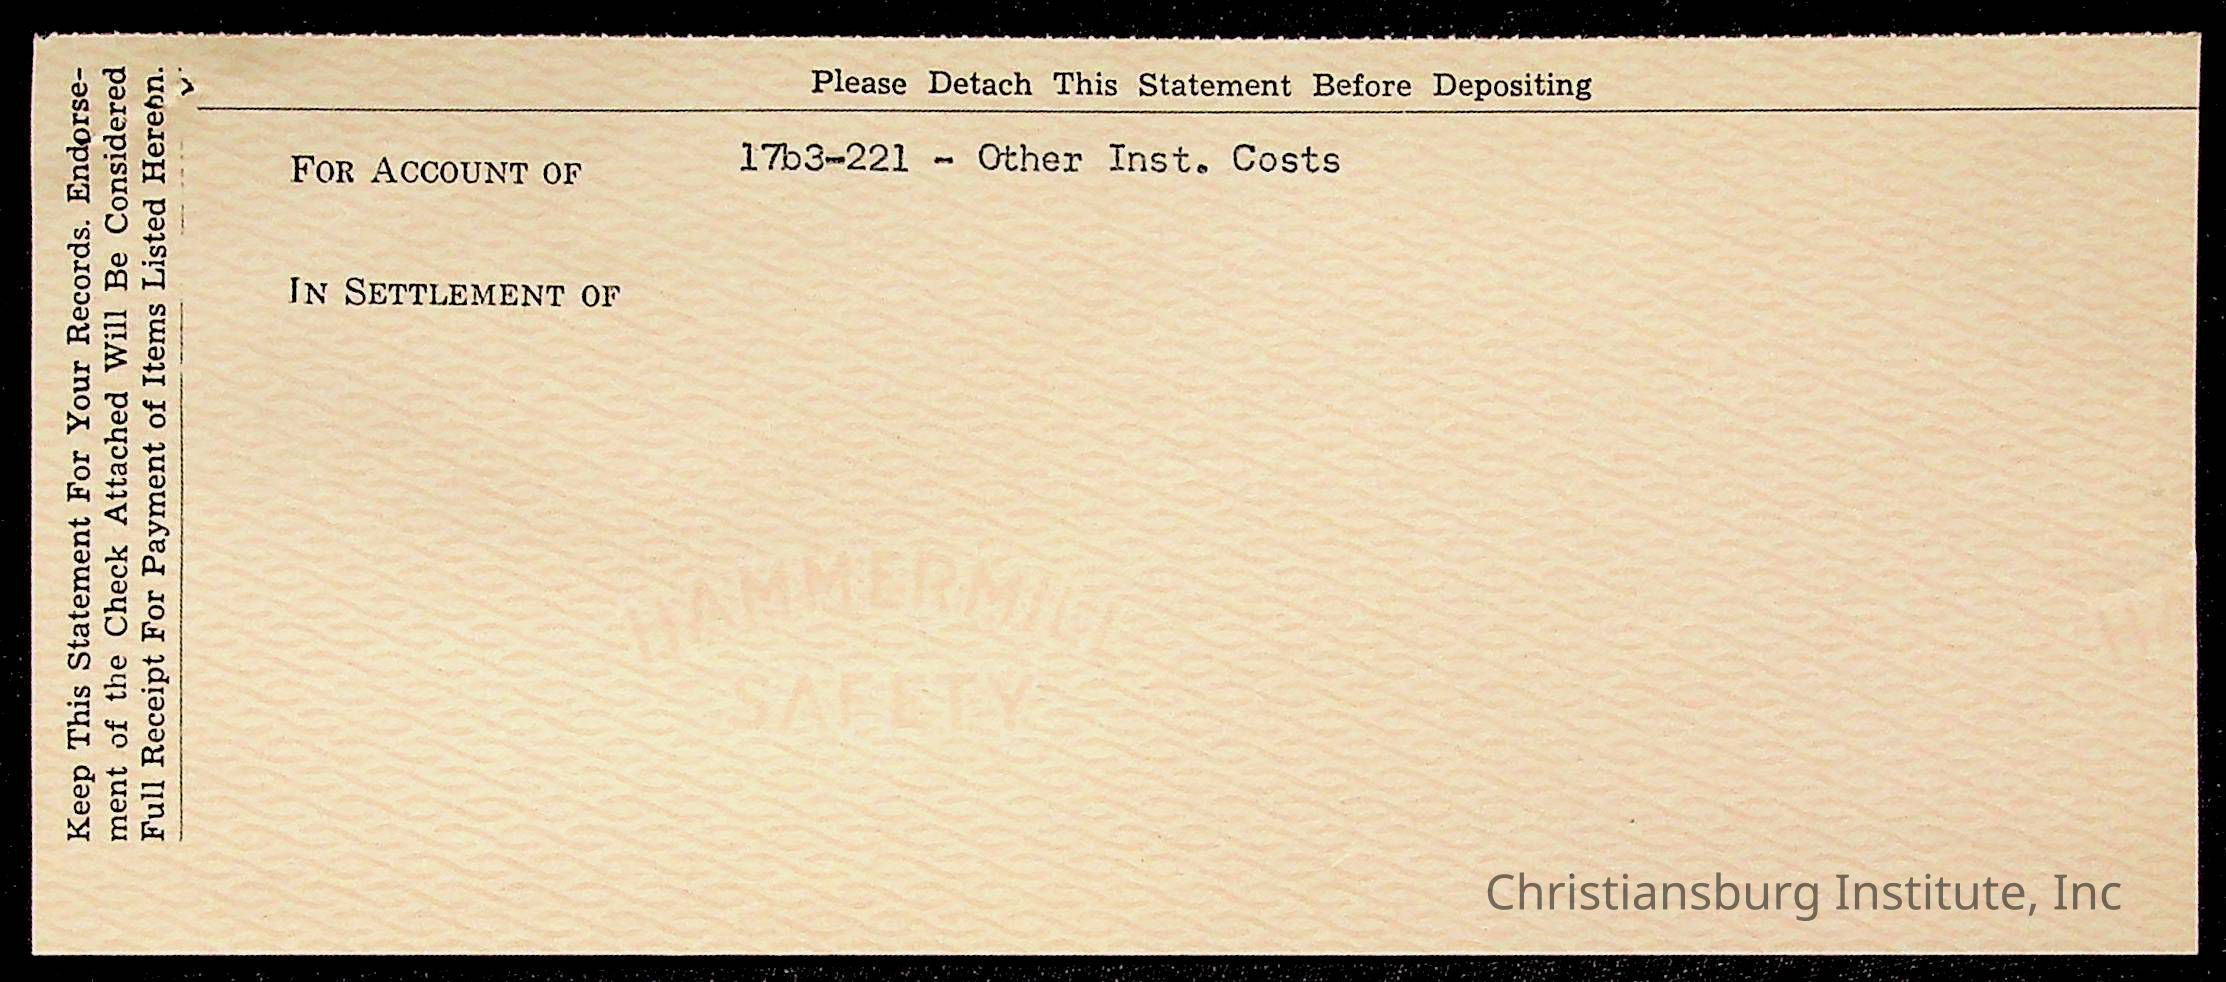 Please Detach This Statement Before Depositing
Keep This Statement For Your Records. Endorse-
ment of the Check Attached Will Be Considered
Full Receipt For Payment of Items Listed Hereon.
FOR ACCOUNT OF 17b3-221 - Other Inst. Costs
IN SETTLEMENT OF
HAMMERMILL
SAFETY
HA
Christiansburg Institute, Inc